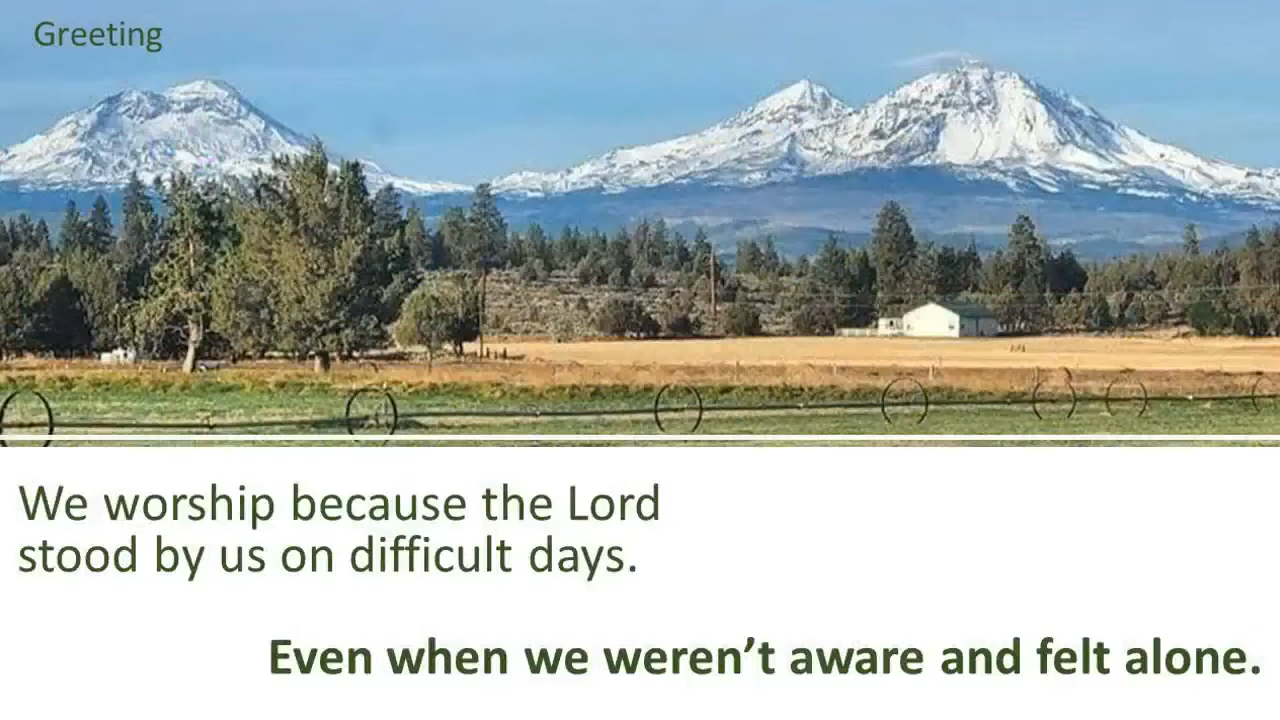 Greeting
We worship because the Lord
stood by us on difficult days.
Even when we weren’t aware and felt alone.